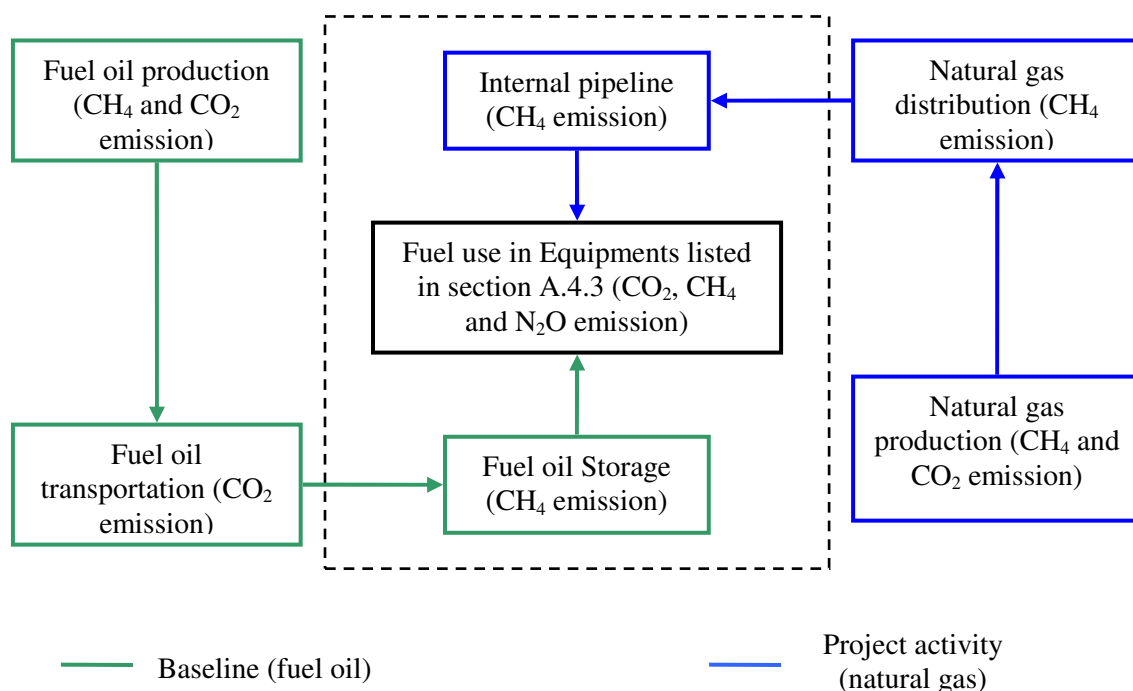 Fuel oil production
(CH₄ and CO₂
emission)
Internal pipeline
(CH₄ emission)
Natural gas
distribution (CH₄
emission)
Fuel use in Equipments listed
in section A.4.3 (CO₂, CH₄
and N₂O emission)
Fuel oil
transportation (CO₂
emission)
Fuel oil Storage
(CH₄ emission)
Natural gas
production (CH₄ and
CO₂ emission)
Baseline (fuel oil)
Project activity
(natural gas)